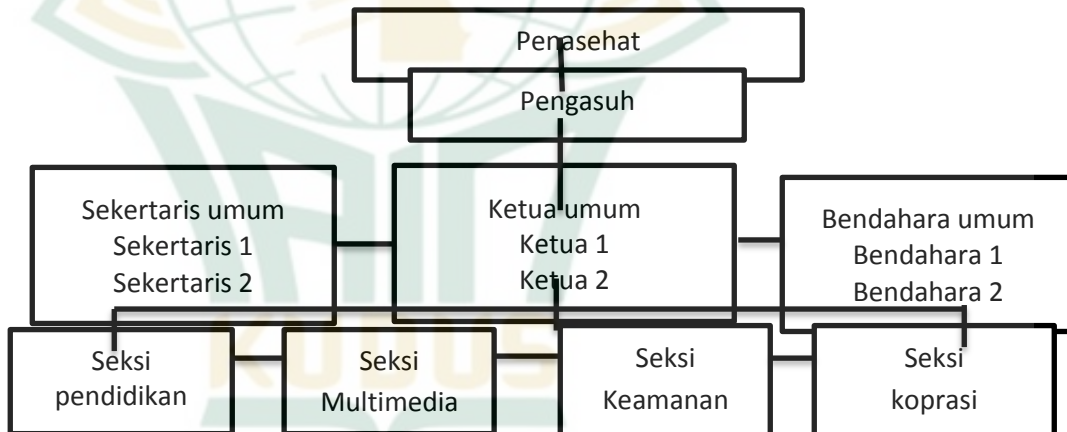 Penasehat
Pengasuh
Sekertaris umum
Sekertaris 1
Sekertaris 2
Ketua umum
Ketua 1
Ketua 2
Bendahara umum
Bendahara 1
Bendahara 2
Seksi
pendidikan
Seksi
Multimedia
Seksi
Keamanan
Seksi
koprasi
KUDUS